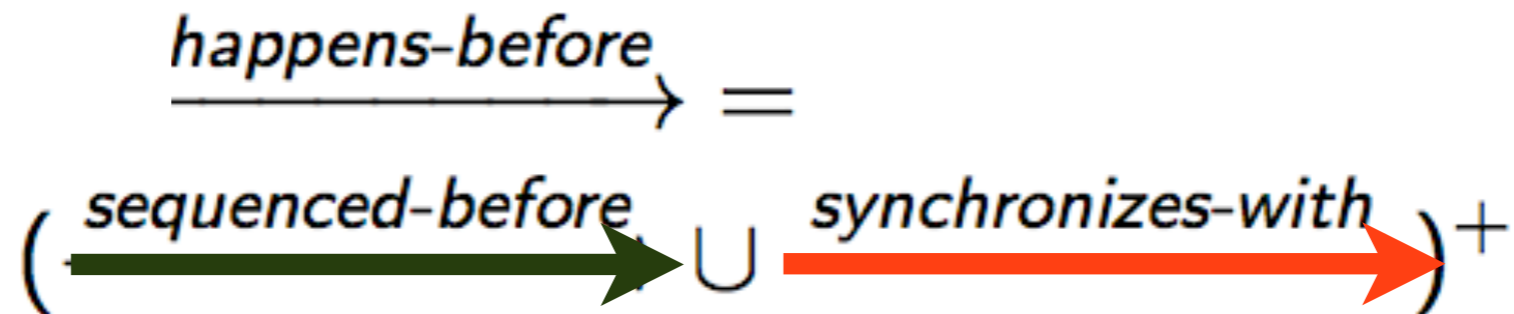 happens-before
→ =
sequenced-before synchronizes-with
( → ∪ → )+